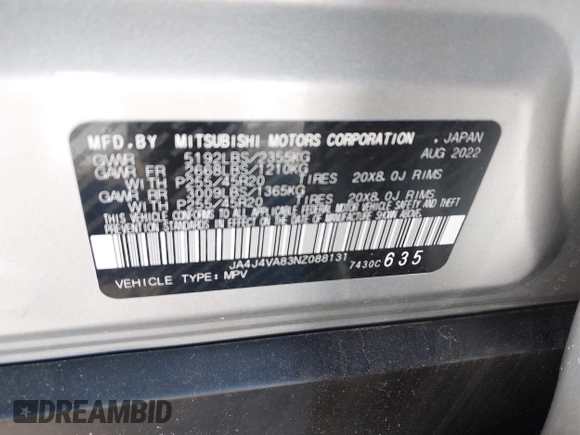 MFD.BY MITSUBISHI MOTORS CORPORATION . JAPAN
GVWR 5192LBS/2355KG AUG 2022
GAWR FR 2668LBS/1210KG
WITH P255/45R20 TIRES 20X8.0J RIMS
GAWR RR 3009LBS/1365KG
WITH P255/45R20 TIRES 20X8.0J RIMS
THIS VEHICLE CONFORMS TO ALL APPLICABLE FEDERAL MOTOR VEHICLE SAFETY AND THEFT
PREVENTION STANDARDS IN EFFECT ON THE DATE OF MANUFACTURE SHOWN ABOVE.
JA4J4VA83NZ088131
7430C635
VEHICLE TYPE: MPV
DREAMBID